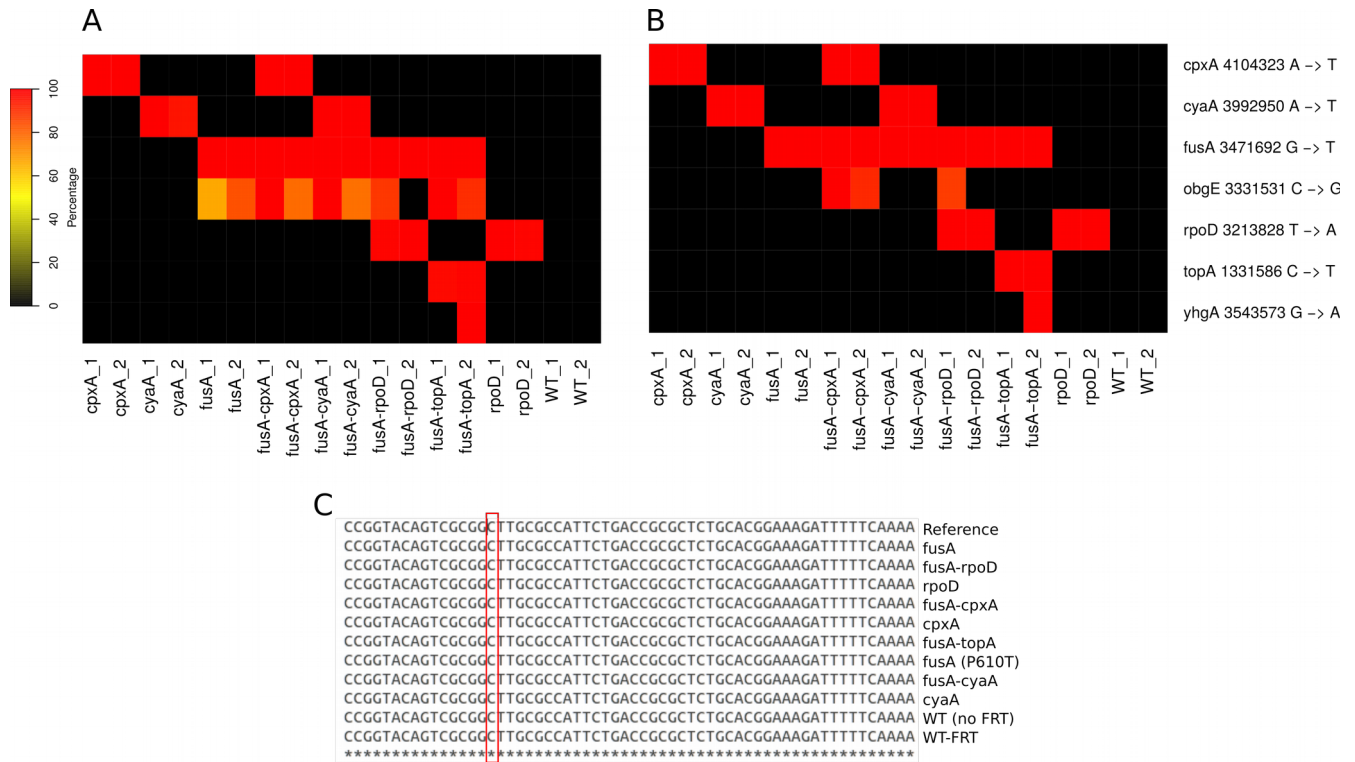 A
B
100
80
60
40
20
0
Percentage
cpxA 4104323 A −> T
cyaA 3992950 A −> T
fusA 3471692 G −> T
obgE 3331531 C −> G
rpoD 3213828 T −> A
topA 1331586 C −> T
yhgA 3543573 G −> A
cpxA_1
cpxA_2
cyaA_1
cyaA_2
fusA_1
fusA_2
fusA-cpxA_1
fusA-cpxA_2
fusA-cyaA_1
fusA-cyaA_2
fusA-rpoD_1
fusA-rpoD_2
fusA-topA_1
fusA-topA_2
rpoD_1
rpoD_2
WT_1
WT_2
cpxA_1
cpxA_2
cyaA_1
cyaA_2
fusA_1
fusA_2
fusA−cpxA_1
fusA−cpxA_2
fusA−cyaA_1
fusA−cyaA_2
fusA−rpoD_1
fusA−rpoD_2
fusA−topA_1
fusA−topA_2
rpoD_1
rpoD_2
WT_1
WT_2
C
CCGGTACAGTCGCGGCTTGCGCCATTCTGACCGCGCTCTGCACGGAAAGATTTTTCAAAA Reference
CCGGTACAGTCGCGGCTTGCGCCATTCTGACCGCGCTCTGCACGGAAAGATTTTTCAAAA fusA
CCGGTACAGTCGCGGCTTGCGCCATTCTGACCGCGCTCTGCACGGAAAGATTTTTCAAAA fusA-rpoD
CCGGTACAGTCGCGGCTTGCGCCATTCTGACCGCGCTCTGCACGGAAAGATTTTTCAAAA rpoD
CCGGTACAGTCGCGGCTTGCGCCATTCTGACCGCGCTCTGCACGGAAAGATTTTTCAAAA fusA-cpxA
CCGGTACAGTCGCGGCTTGCGCCATTCTGACCGCGCTCTGCACGGAAAGATTTTTCAAAA cpxA
CCGGTACAGTCGCGGCTTGCGCCATTCTGACCGCGCTCTGCACGGAAAGATTTTTCAAAA fusA-topA
CCGGTACAGTCGCGGCTTGCGCCATTCTGACCGCGCTCTGCACGGAAAGATTTTTCAAAA fusA (P610T)
CCGGTACAGTCGCGGCTTGCGCCATTCTGACCGCGCTCTGCACGGAAAGATTTTTCAAAA fusA-cyaA
CCGGTACAGTCGCGGCTTGCGCCATTCTGACCGCGCTCTGCACGGAAAGATTTTTCAAAA cyaA
CCGGTACAGTCGCGGCTTGCGCCATTCTGACCGCGCTCTGCACGGAAAGATTTTTCAAAA WT (no FRT)
CCGGTACAGTCGCGGCTTGCGCCATTCTGACCGCGCTCTGCACGGAAAGATTTTTCAAAA WT-FRT
************************************************************